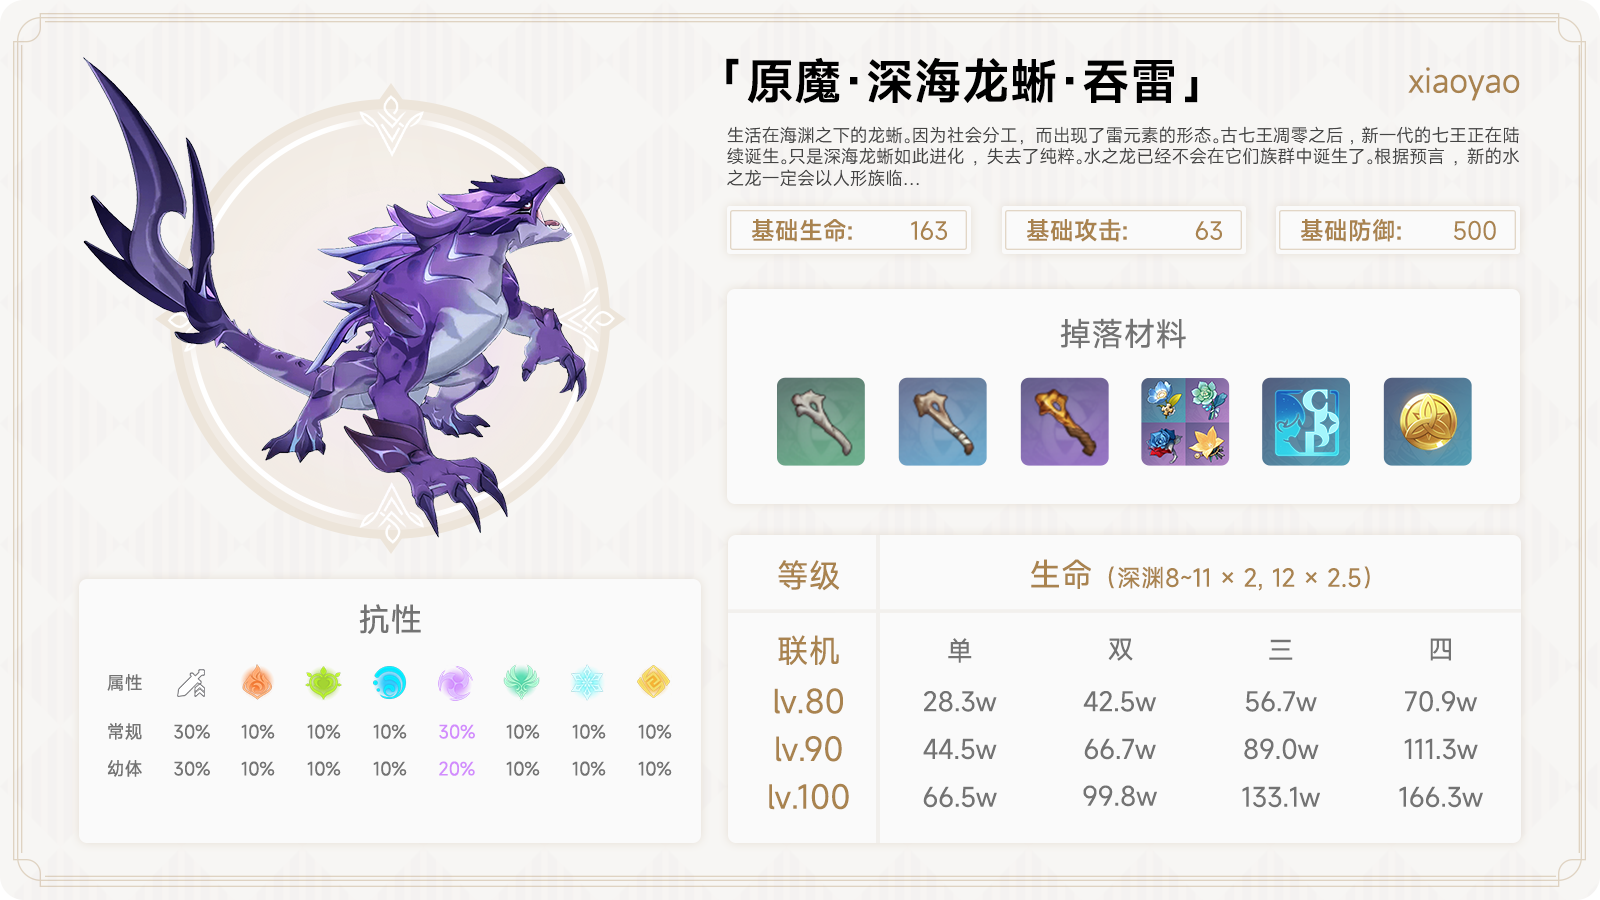 「原魔·深海龙蜥·吞雷」
xiaoyao
生活在海渊之下的龙蜥。因为社会分工，而出现了雷元素的形态。古七王凋零之后，新一代的七王正在陆
续诞生。只是深海龙蜥如此进化，失去了纯粹。水之龙已经不会在它们族群中诞生了。根据预言，新的水
之龙一定会以人形族临...
基础生命: 163
基础攻击: 63
基础防御: 500
掉落材料
等级 生命（深渊8~11 × 2, 12 × 2.5）
联机 单 双 三 四
lv.80 28.3w 42.5w 56.7w 70.9w
lv.90 44.5w 66.7w 89.0w 111.3w
lv.100 66.5w 99.8w 133.1w 166.3w
抗性
属性
常规 30% 10% 10% 10% 30% 10% 10% 10%
幼体 30% 10% 10% 10% 20% 10% 10% 10%